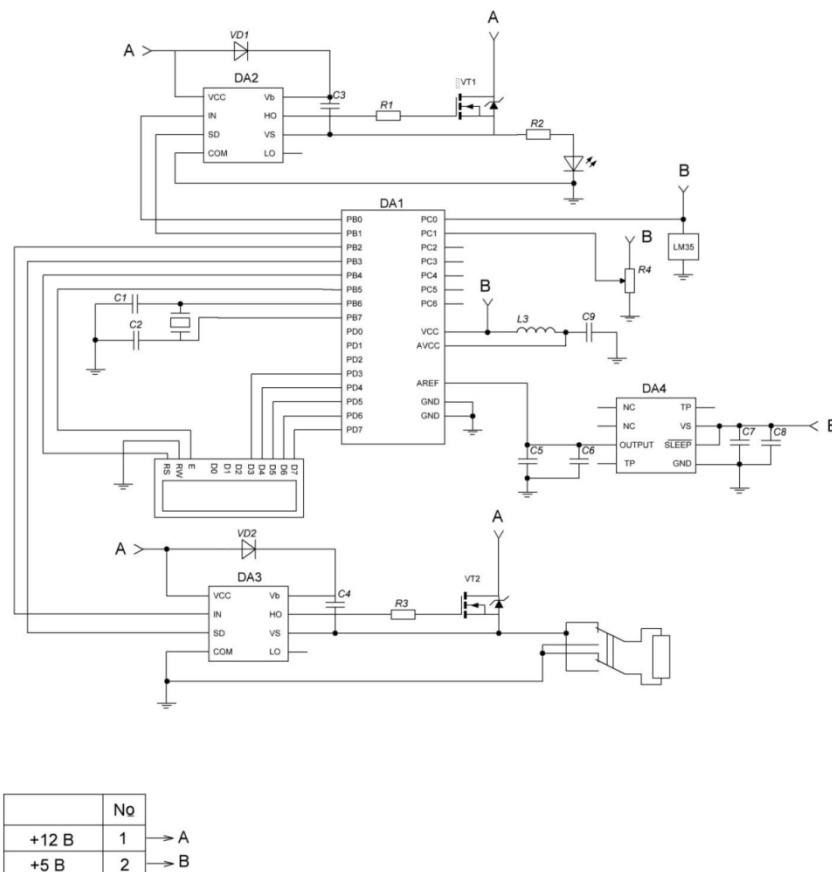 A
VD1
A
DA2
VT1
VCC
Vb
C3
IN
HO
R1
SD
VS
R2
COM
LO
B
DA1
PB0
PC0
PB1
PC1
B
LM35
PB2
PC2
PB3
PC3
R4
PB4
PC4
PB5
PC5
B
C1
PB6
PC6
C2
PB7
L3
C9
PD0
VCC
PD1
AVCC
PD2
PD3
AREF
DA4
PD4
PD5
GND
NC
TP
PD6
GND
NC
VS
C7
C8
PD7
C5
C6
OUTPUT
SLEEP
TP
GND
RS
RW
E
D0
D1
D2
D3
D4
D5
D6
D7
A
VD2
A
DA3
VT2
VCC
Vb
C4
IN
HO
R3
SD
VS
COM
LO
№
+12 В 1 A
+5 В 2 B